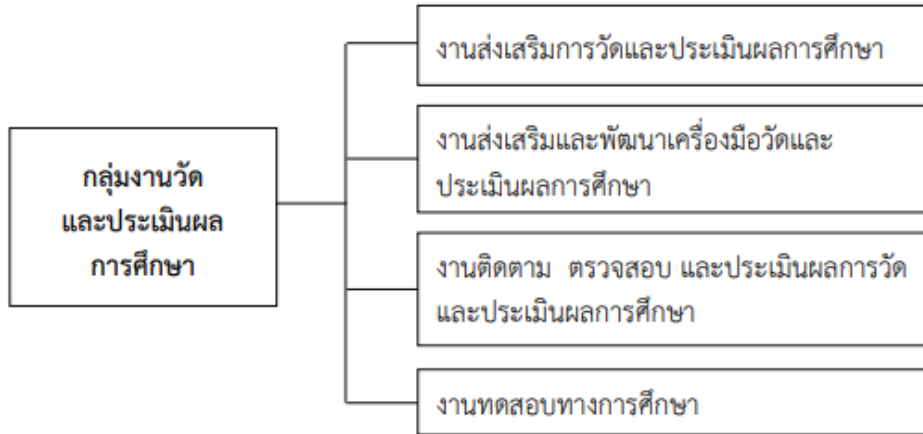 กลุ่มงานวัด
และประเมินผล
การศึกษา
งานส่งเสริมการวัดและประเมินผลการศึกษา
งานส่งเสริมและพัฒนาเครื่องมือวัดและ
ประเมินผลการศึกษา
งานติดตาม ตรวจสอบ และประเมินผลการวัด
และประเมินผลการศึกษา
งานทดสอบทางการศึกษา